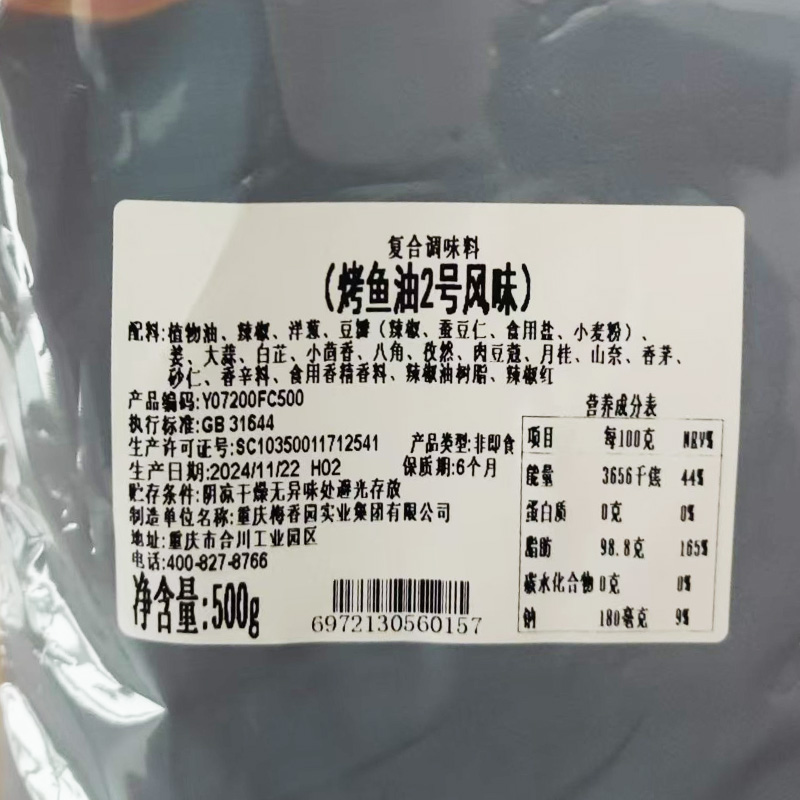 复合调味料
(烤鱼油2号风味)
配料:植物油、辣椒、洋葱、豆瓣(辣椒、蚕豆仁、食用盐、小麦粉)、
姜、大蒜、白芷、小茴香、八角、孜然、肉豆蔻、月桂、山奈、香茅、
砂仁、香辛料、食用香精香料、辣椒油树脂、辣椒红
产品编码:Y07200FC500
执行标准:GB 31644
生产许可证号:SC10350011712541 产品类型:非即食
生产日期:2024/11/22 H02 保质期:6个月
贮存条件:阴凉干燥无异味处避光存放
制造单位名称:重庆梅香园实业集团有限公司
地址:重庆市合川工业园区
电话:400-827-8766
净含量:500g
6972130560157
营养成分表
项目 每100克 NRV%
能量 3656千焦 44%
蛋白质 0克 0%
脂肪 98.8克 165%
碳水化合物 0克 0%
钠 180毫克 9%